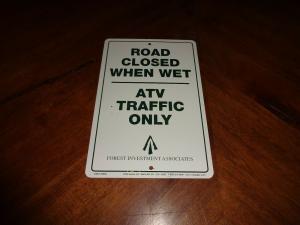 ROAD
CLOSED
WHEN WET
ATV
TRAFFIC
ONLY
FOREST INVESTMENT ASSOCIATES